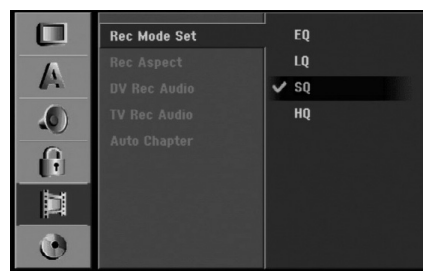 Rec Mode Set
Rec Aspect
DV Rec Audio
TV Rec Audio
Auto Chapter
EQ
LQ
SQ
HQ